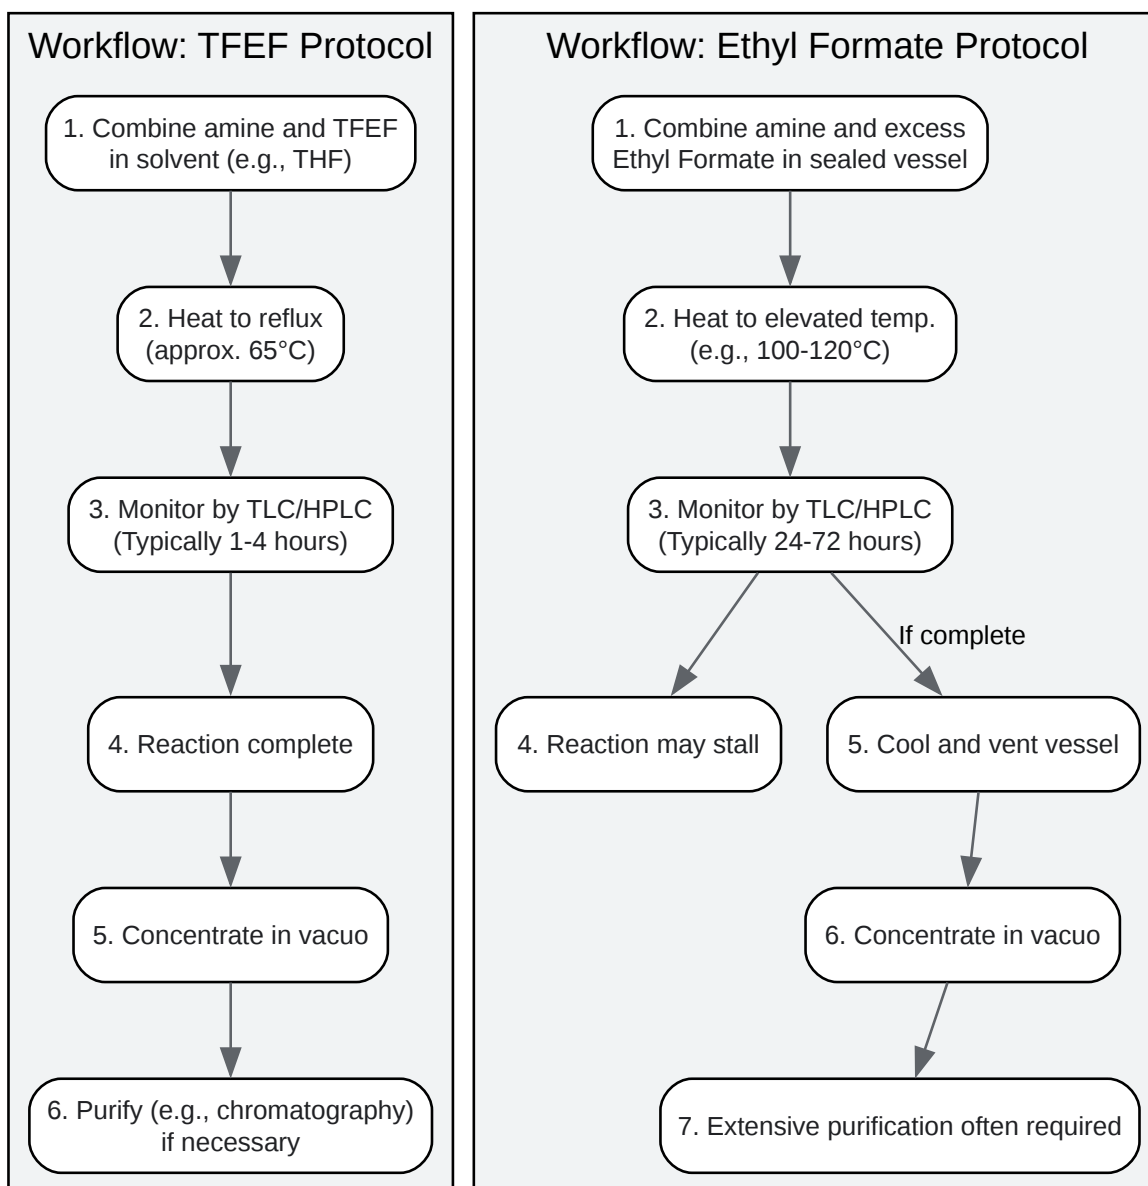 Workflow: TFEF Protocol
1. Combine amine and TFEF
in solvent (e.g., THF)
2. Heat to reflux
(approx. 65°C)
3. Monitor by TLC/HPLC
(Typically 1-4 hours)
4. Reaction complete
5. Concentrate in vacuo
6. Purify (e.g., chromatography)
if necessary
Workflow: Ethyl Formate Protocol
1. Combine amine and excess
Ethyl Formate in sealed vessel
2. Heat to elevated temp.
(e.g., 100-120°C)
3. Monitor by TLC/HPLC
(Typically 24-72 hours)
If complete
4. Reaction may stall
5. Cool and vent vessel
6. Concentrate in vacuo
7. Extensive purification often required